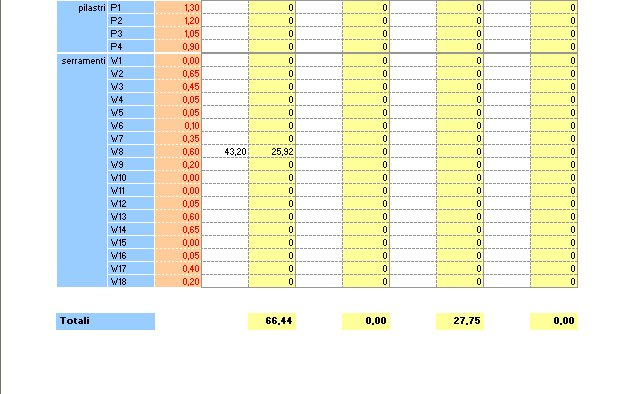 pilastri P1 1,30 0 0 0 0
P2 1,20 0 0 0 0
P3 1,05 0 0 0 0
P4 0,90 0 0 0 0
serramenti W1 0,00 0 0 0 0
W2 0,65 0 0 0 0
W3 0,45 0 0 0 0
W4 0,05 0 0 0 0
W5 0,05 0 0 0 0
W6 0,10 0 0 0 0
W7 0,35 0 0 0 0
W8 0,60 43,20 25,92 0 0 0
W9 0,20 0 0 0 0
W10 0,00 0 0 0 0
W11 0,00 0 0 0 0
W12 0,05 0 0 0 0
W13 0,60 0 0 0 0
W14 0,65 0 0 0 0
W15 0,00 0 0 0 0
W16 0,05 0 0 0 0
W17 0,40 0 0 0 0
W18 0,20 0 0 0 0
Totali 66,44 0,00 27,75 0,00